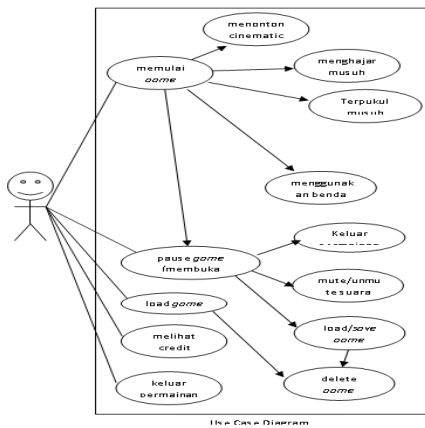 menonton
cinematic
memulai
game
menghajar
musuh
Terpukul
musuh
menggunak
an benda
Keluar
permainan
pause game
(membuka
mute/unmu
te suara
load game
load/save
game
melihat
credit
delete
game
keluar
permainan
Use Case Diagram